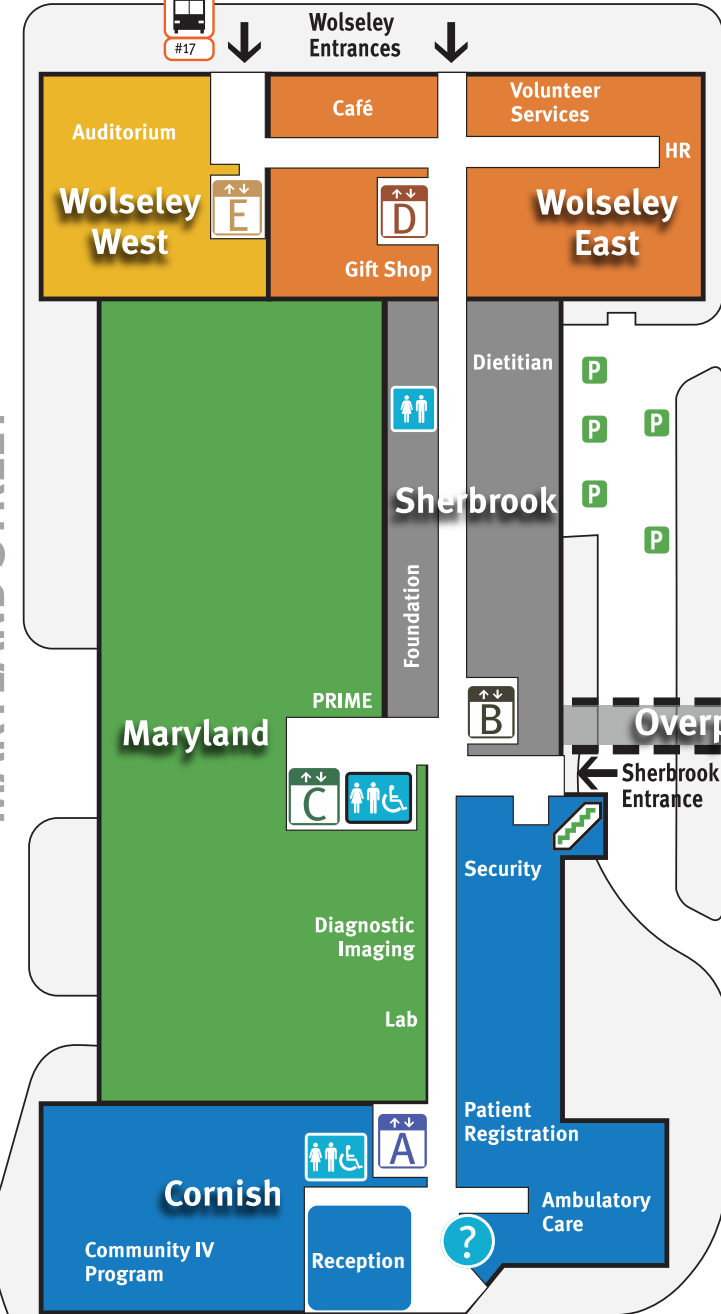 #17
Wolseley
Entrances
Auditorium
Café
Volunteer
Services
HR
Wolseley
West
E
D
Wolseley
East
Gift Shop
Dietitian
P
P
P
P
P
Sherbrook
Foundation
PRIME
B
Maryland
Overp
C
Sherbrook
Entrance
Security
Diagnostic
Imaging
Lab
Patient
Registration
A
Cornish
Ambulatory
Care
Community IV
Program
Reception
?